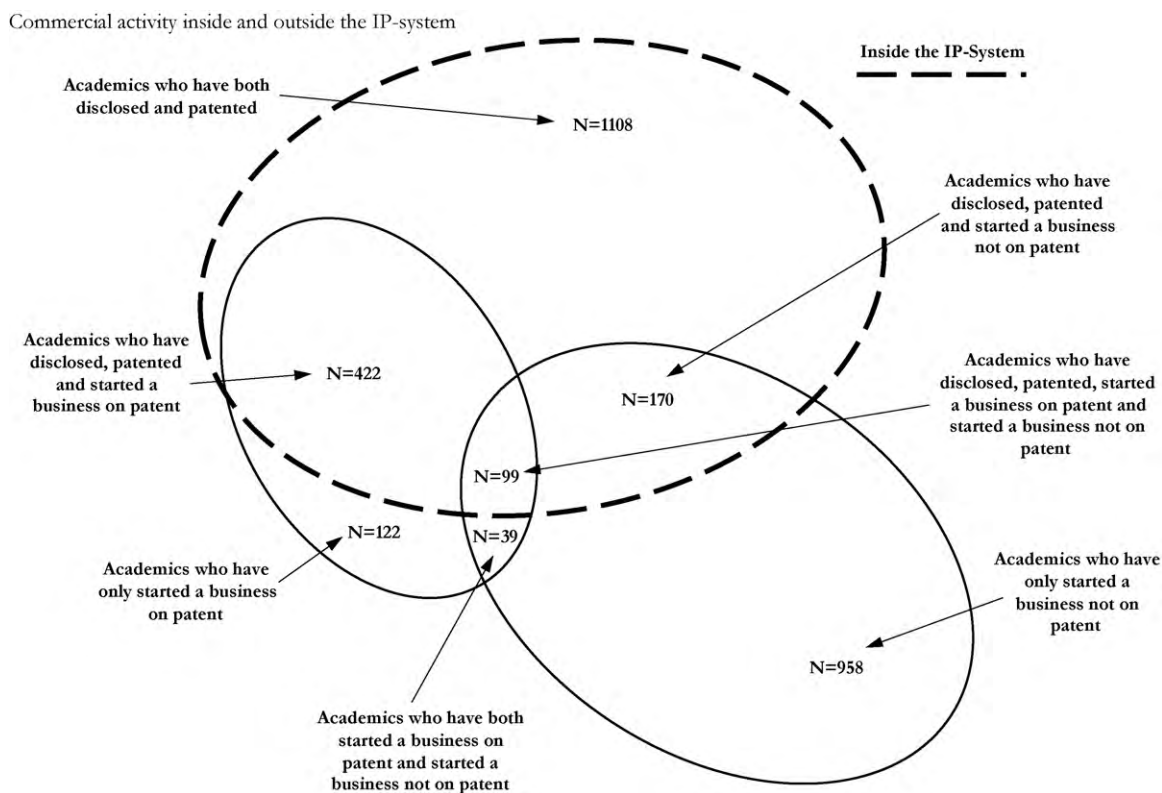 Commercial activity inside and outside the IP-system
Inside the IP-System
Academics who have both
disclosed and patented
N=1108
Academics who have
disclosed, patented
and started a business
not on patent
Academics who have
disclosed, patented
and started a
business on patent
N=422
N=170
Academics who have
disclosed, patented, started
a business on patent and
started a business not on
patent
N=99
N=122
N=39
Academics who have
only started a business
on patent
Academics who have
only started a
business not on
patent
N=958
Academics who have both
started a business on
patent and started a
business not on patent